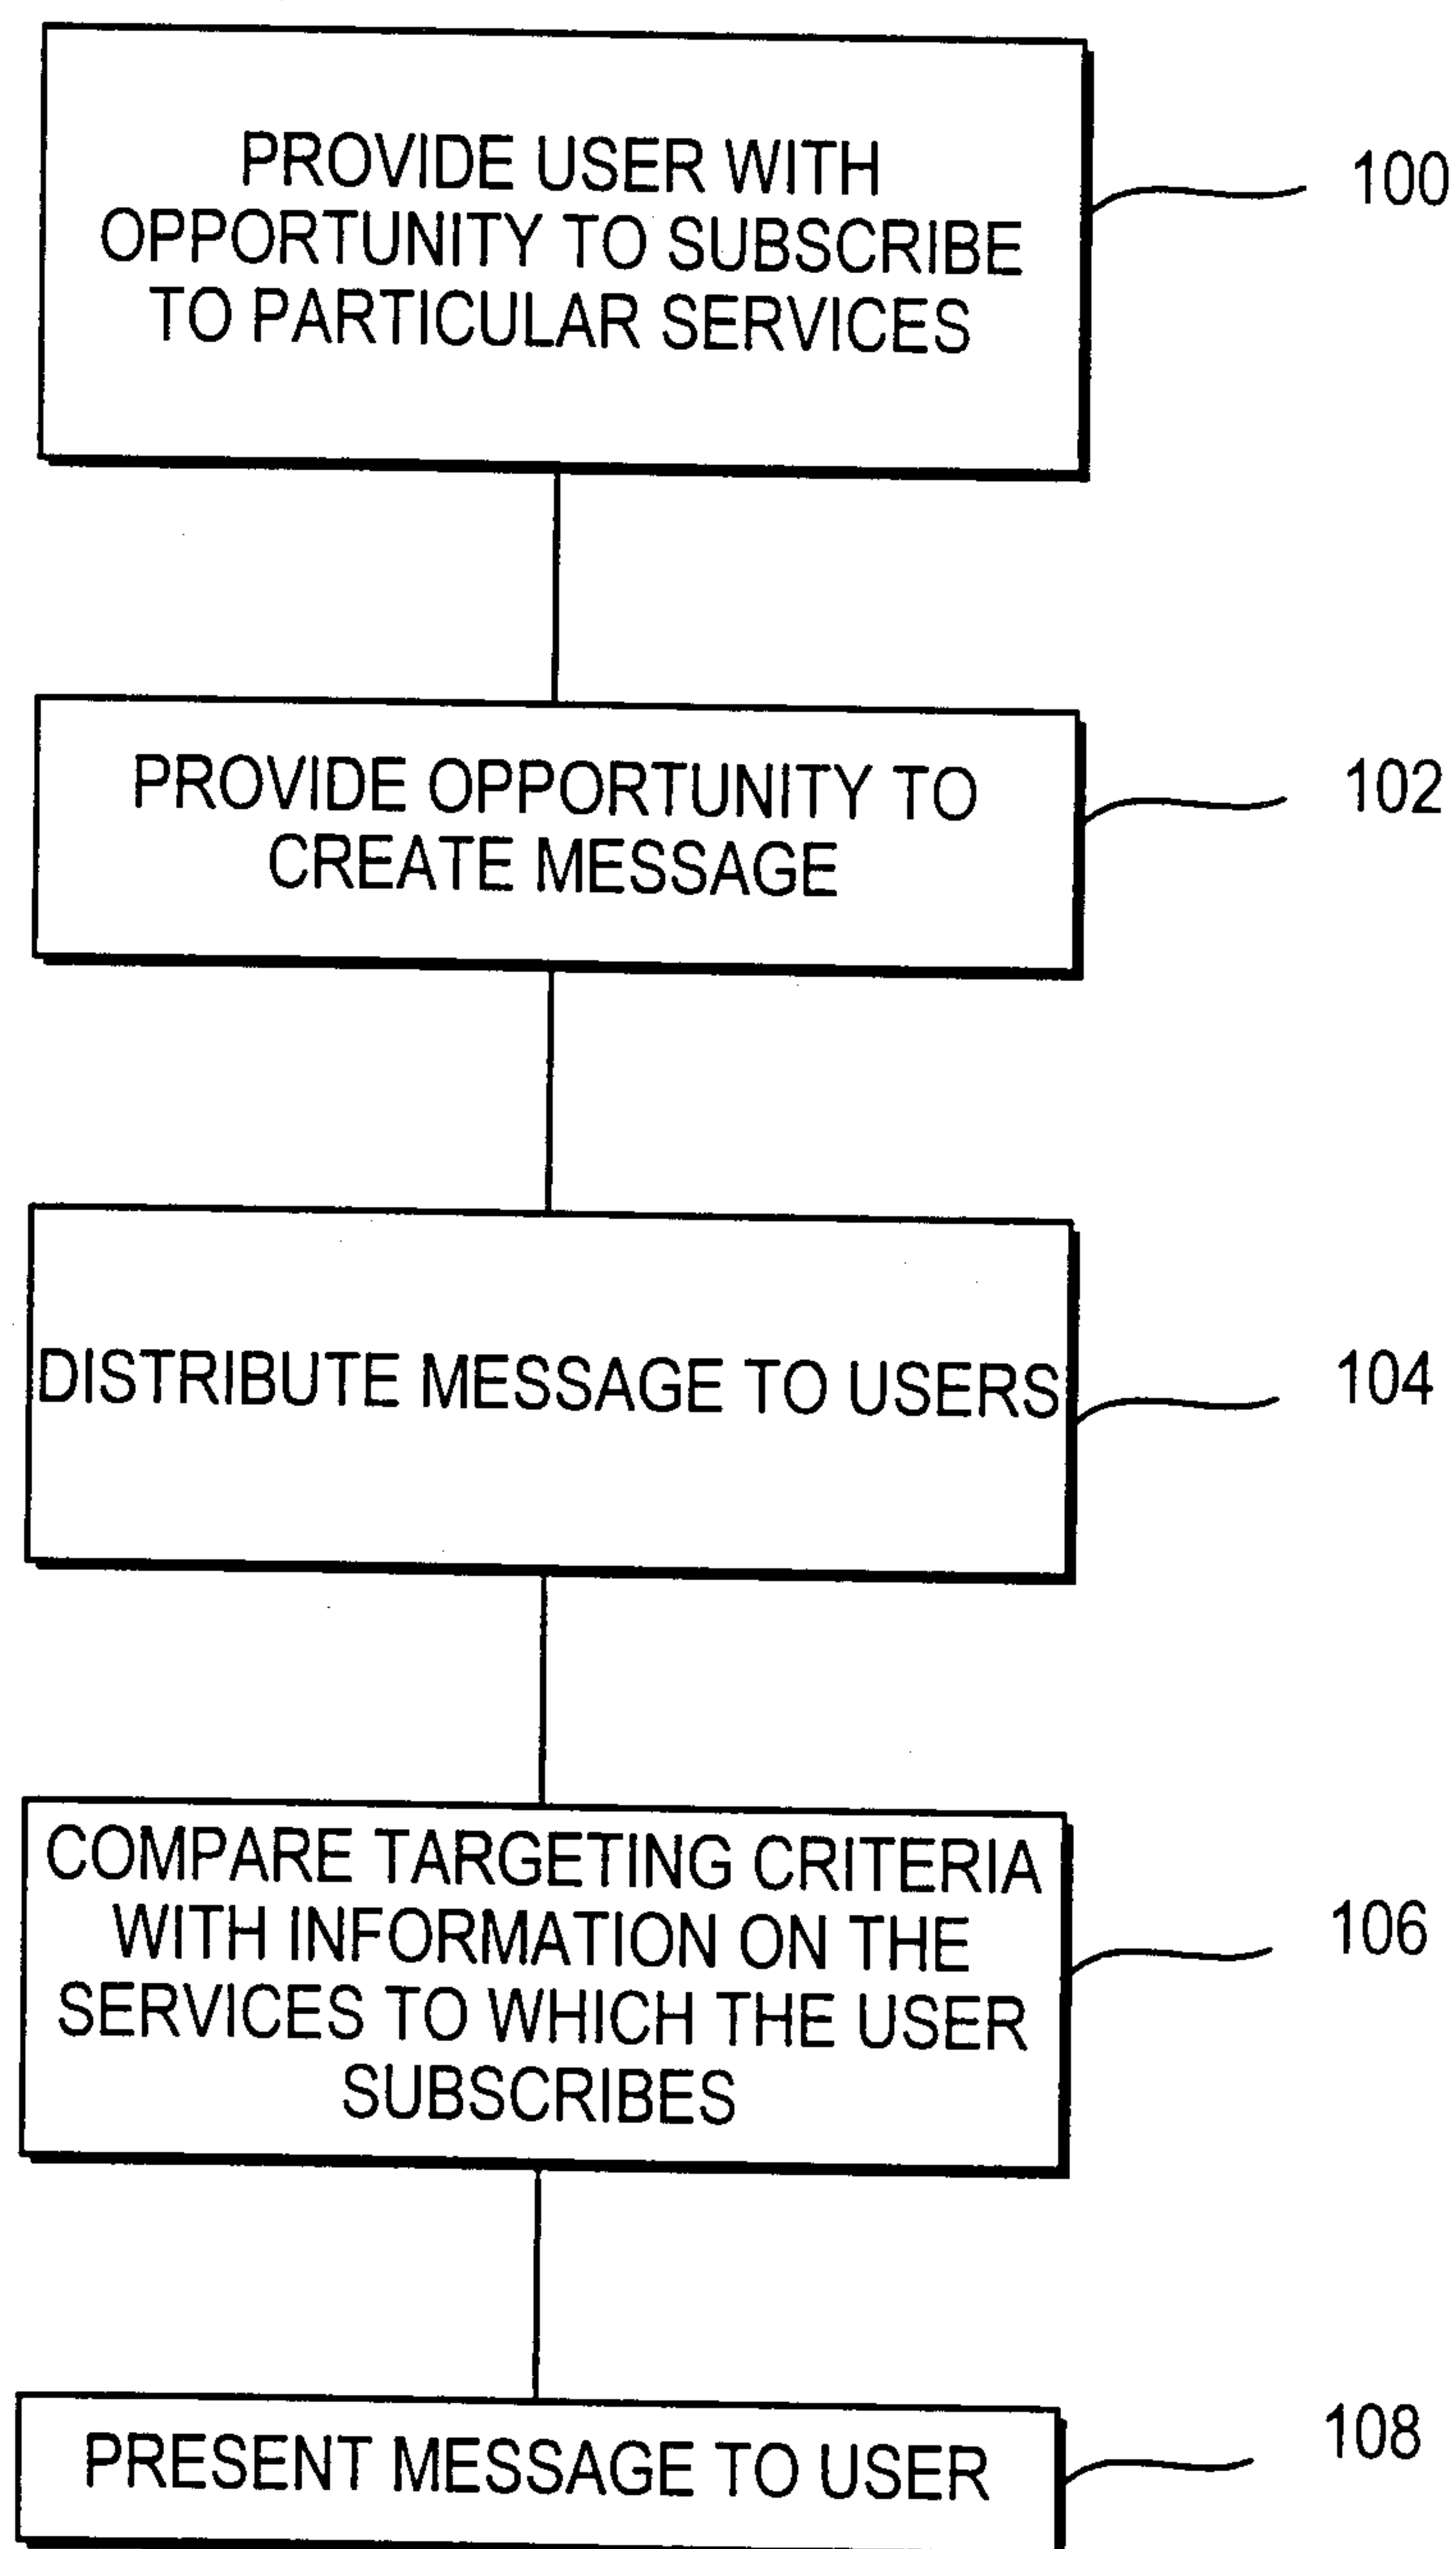 PROVIDE USER WITH
OPPORTUNITY TO SUBSCRIBE
TO PARTICULAR SERVICES
100
PROVIDE OPPORTUNITY TO
CREATE MESSAGE
102
DISTRIBUTE MESSAGE TO USERS
104
COMPARE TARGETING CRITERIA
WITH INFORMATION ON THE
SERVICES TO WHICH THE USER
SUBSCRIBES
106
PRESENT MESSAGE TO USER
108